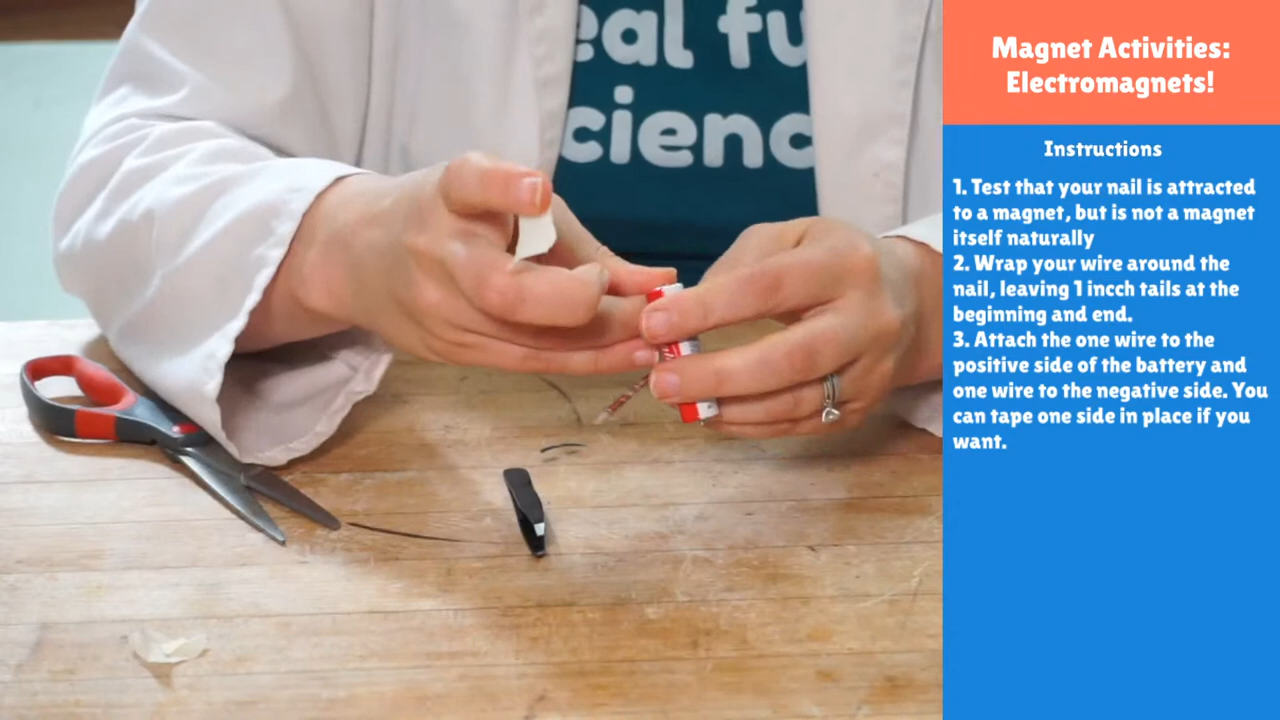 eal fu
cienc
Magnet Activities:
Electromagnets!
Instructions
1. Test that your nail is attracted
to a magnet, but is not a magnet
itself naturally
2. Wrap your wire around the
nail, leaving 1 incch tails at the
beginning and end.
3. Attach the one wire to the
positive side of the battery and
one wire to the negative side. You
can tape one side in place if you
want.